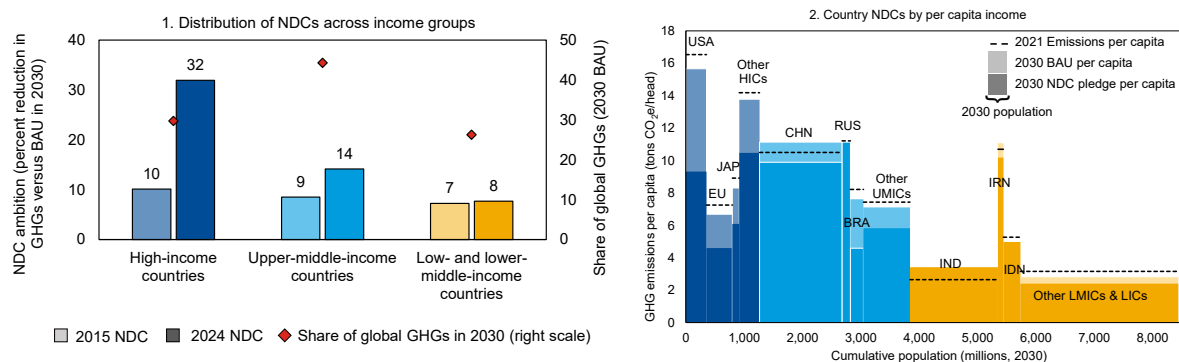 1. Distribution of NDCs across income groups
NDC ambition (percent reduction in
GHGs versus BAU in 2030)
40
30
20
10
0
10
32
9
14
7
8
50
40
30
20
10
0
Share of global GHGs (2030 BAU)
High-income
countries
Upper-middle-income
countries
Low- and lower-
middle-income
countries
2015 NDC
2024 NDC
Share of global GHGs in 2030 (right scale)
2. Country NDCs by per capita income
GHG emissions per capita (tons CO₂e/head)
18
16
14
12
10
8
6
4
2
0
USA
EU
JAP
Other
HICs
CHN
RUS
BRA
Other
UMICs
IND
IRN
IDN
Other LMICs & LICs
2021 Emissions per capita
2030 BAU per capita
2030 NDC pledge per capita
2030 population
0
1,000
2,000
3,000
4,000
5,000
6,000
7,000
8,000
Cumulative population (millions, 2030)